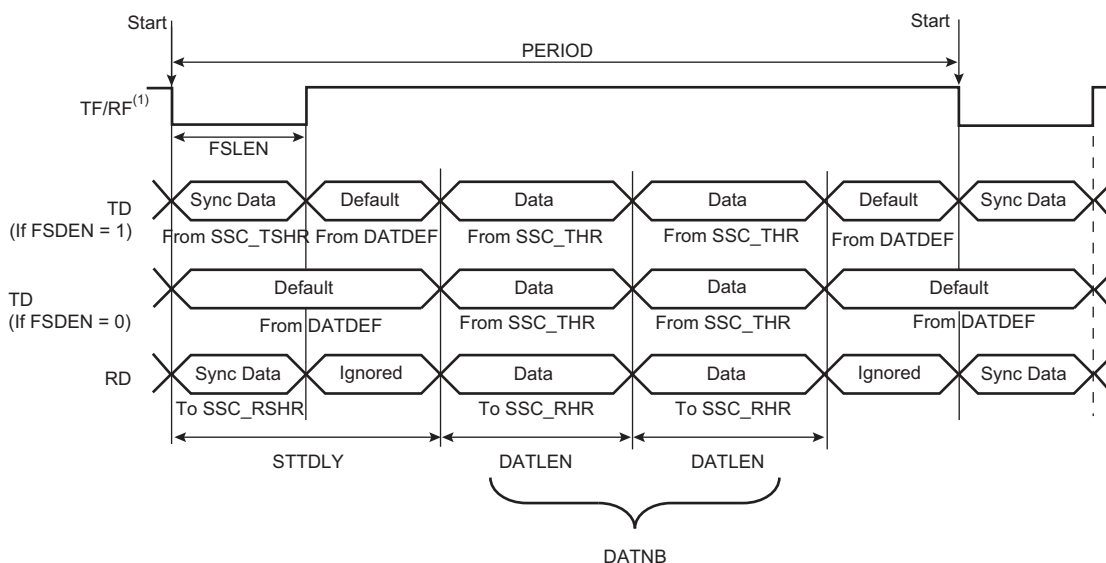 Start Start
PERIOD
TF/RF(1)
FSLEN
TD
(If FSDEN = 1)
Sync Data Default Data Data Default Sync Data
From SSC_TSHR From DATDEF From SSC_THR From SSC_THR From DATDEF
TD
(If FSDEN = 0)
Default Data Data Default
From DATDEF From SSC_THR From SSC_THR From DATDEF
RD
Sync Data Ignored Data Data Ignored Sync Data
To SSC_RSHR To SSC_RHR To SSC_RHR
STTDLY DATLEN DATLEN
DATNB